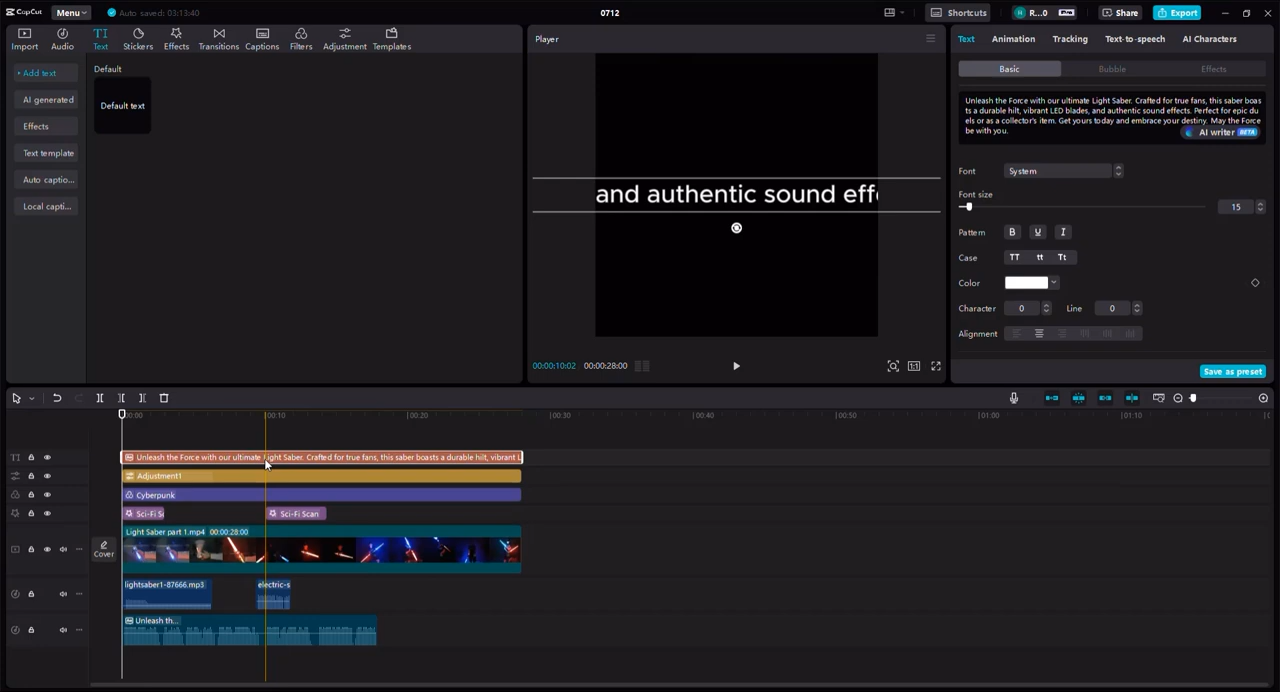 CapCut
Menu
Auto saved: 03:13:40
0712
Shortcuts
R...0
Pro
Share
Export
Import
Audio
TI
Text
Stickers
Effects
Transitions
Captions
Filters
Adjustment
Templates
Add text
AI generated
Effects
Text template
Auto captio...
Local capti...
Default
Default text
Player
and authentic sound eff
00:00:10:02
00:00:28:00
1:1
Text
Animation
Tracking
Text-to-speech
AI Characters
Basic
Bubble
Effects
Unleash the Force with our ultimate Light Saber. Crafted for true fans, this saber boas
ts a durable hilt, vibrant LED blades, and authentic sound effects. Perfect for epic du
els or as a collector's item. Get yours today and embrace your destiny. May the Force
be with you.
AI writer BETA
Font
System
Font size
15
Pattern
B U I
Case
TT tt Tt
Color
Character
0
Line
0
Alignment
Save as preset
00:00
00:10
00:20
00:30
00:40
00:50
01:00
01:10
TI
Unleash the Force with our ultimate Light Saber. Crafted for true fans, this saber boasts a durable hilt, vibrant L
Adjustment1
Cyberpunk
Sci-Fi S
Sci-Fi Scan
Light Saber part 1.mp4 00:00:28:00
Cover
lightsaber1-87666.mp3
electric-s
Unleash th...